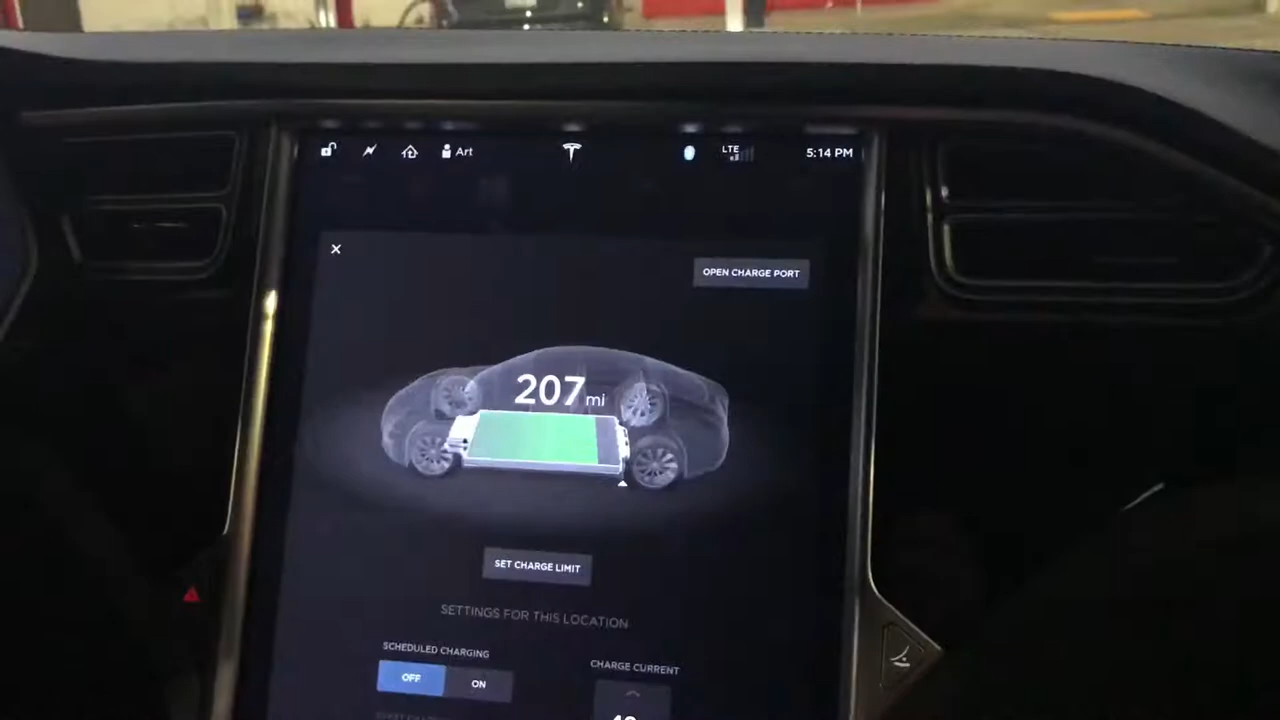 Art
LTE
5:14 PM
OPEN CHARGE PORT
207 mi
SET CHARGE LIMIT
SETTINGS FOR THIS LOCATION
SCHEDULED CHARGING
OFF
ON
CHARGE CURRENT